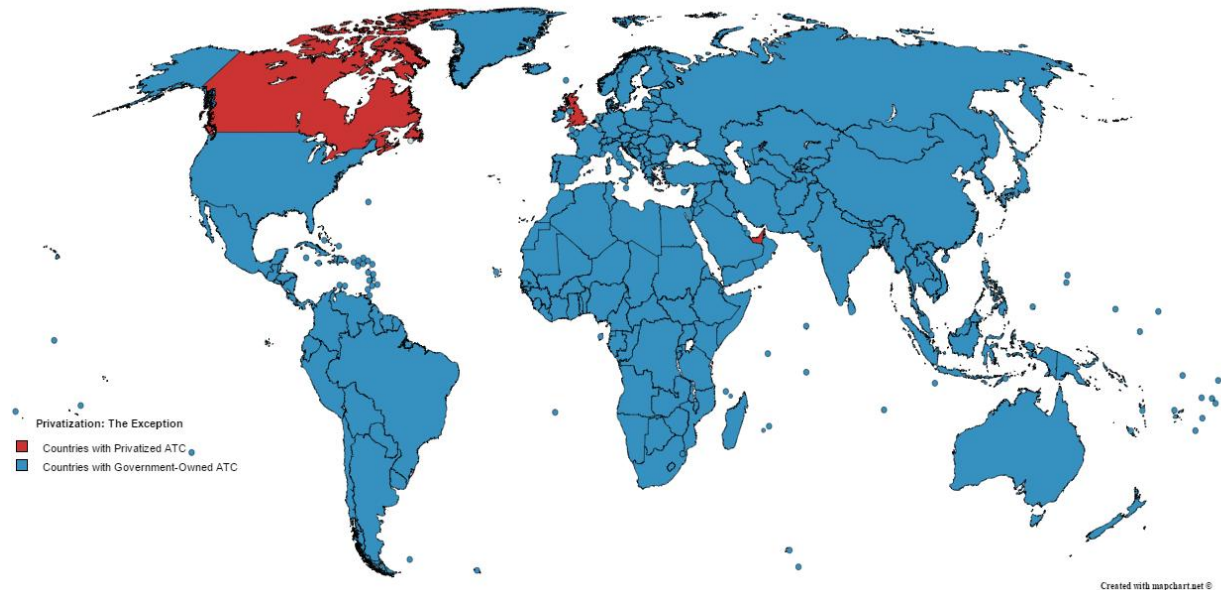 Privatization: The Exception
Countries with Privatized ATC
Countries with Government-Owned ATC
Created with mapchart.net ©